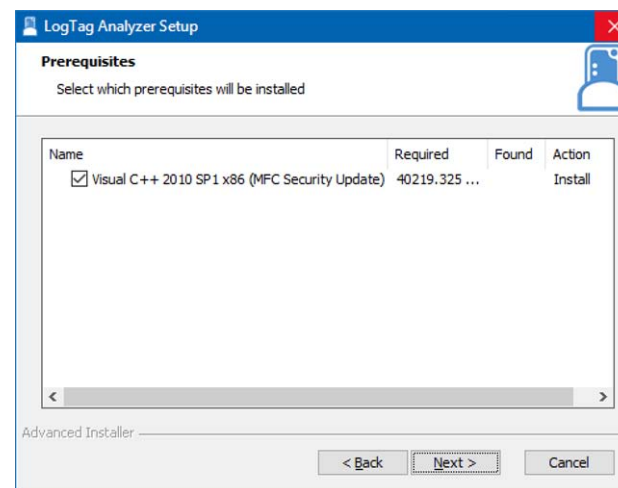 LogTag Analyzer Setup
Prerequisites
Select which prerequisites will be installed
Name Required Found Action
Visual C++ 2010 SP1 x86 (MFC Security Update) 40219.325 ... Install
Advanced Installer
< Back Next > Cancel